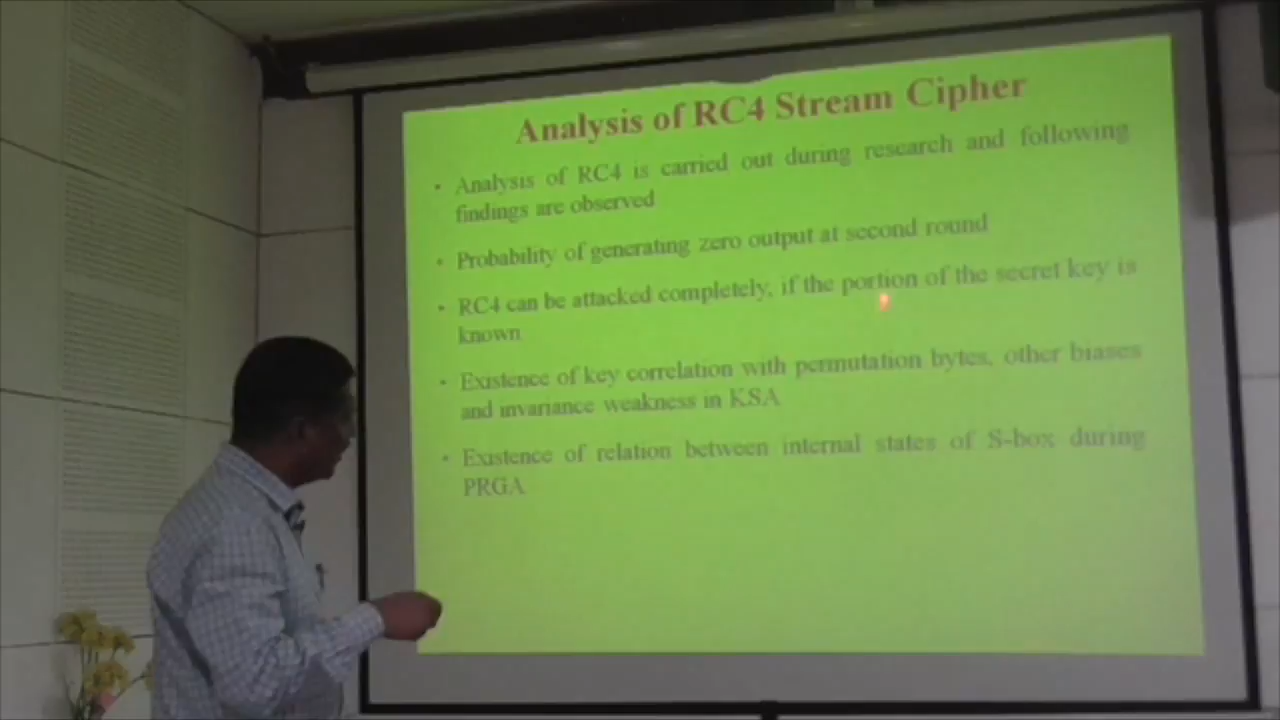 Analysis of RC4 Stream Cipher
• Analysis of RC4 is carried out during research and following
findings are observed
• Probability of generating zero output at second round
• RC4 can be attacked completely, if the portion of the secret key is
known
• Existence of key correlation with permutation bytes, other biases
and invariance weakness in KSA
• Existence of relation between internal states of S-box during
PRGA